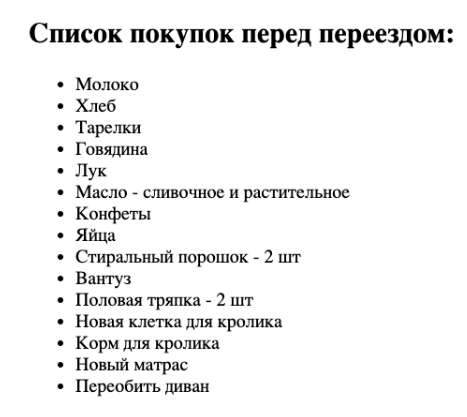 Список покупок перед переездом:
• Молоко
• Хлеб
• Тарелки
• Говядина
• Лук
• Масло - сливочное и растительное
• Конфеты
• Яйца
• Стиральный порошок - 2 шт
• Вантуз
• Половая тряпка - 2 шт
• Новая клетка для кролика
• Корм для кролика
• Новый матрас
• Переобить диван